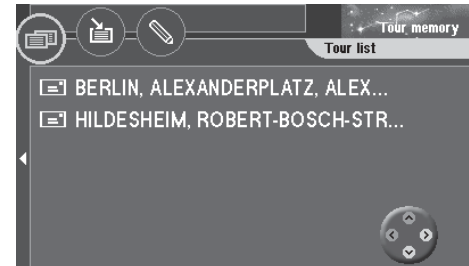 Tour memory
Tour list
BERLIN, ALEXANDERPLATZ, ALEX...
HILDESHEIM, ROBERT-BOSCH-STR...